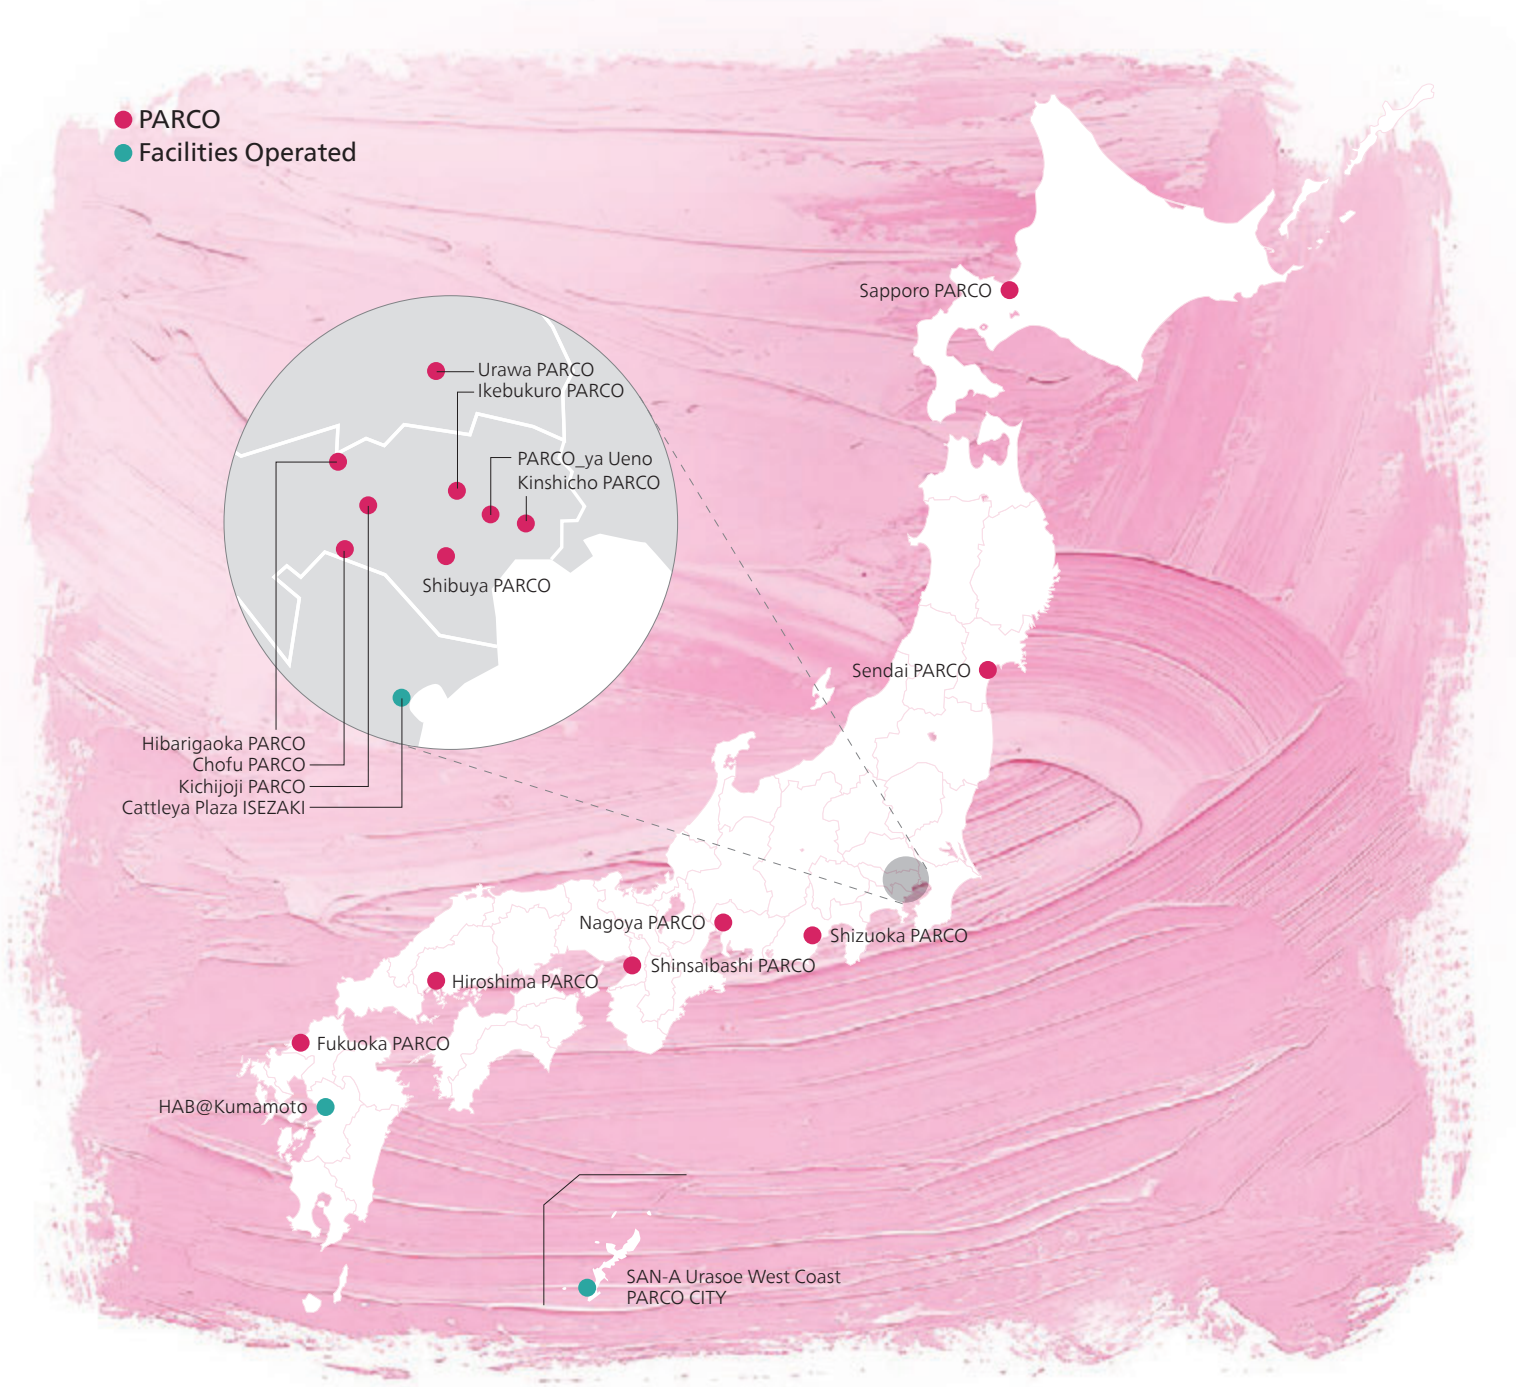 PARCO
Facilities Operated
Sapporo PARCO
Urawa PARCO
Ikebukuro PARCO
PARCO_ya Ueno
Kinshicho PARCO
Shibuya PARCO
Sendai PARCO
Hibarigaoka PARCO
Chofu PARCO
Kichijoji PARCO
Cattleya Plaza ISEZAKI
Nagoya PARCO
Shizuoka PARCO
Shinsaibashi PARCO
Hiroshima PARCO
Fukuoka PARCO
HAB@Kumamoto
SAN-A Urasoe West Coast
PARCO CITY